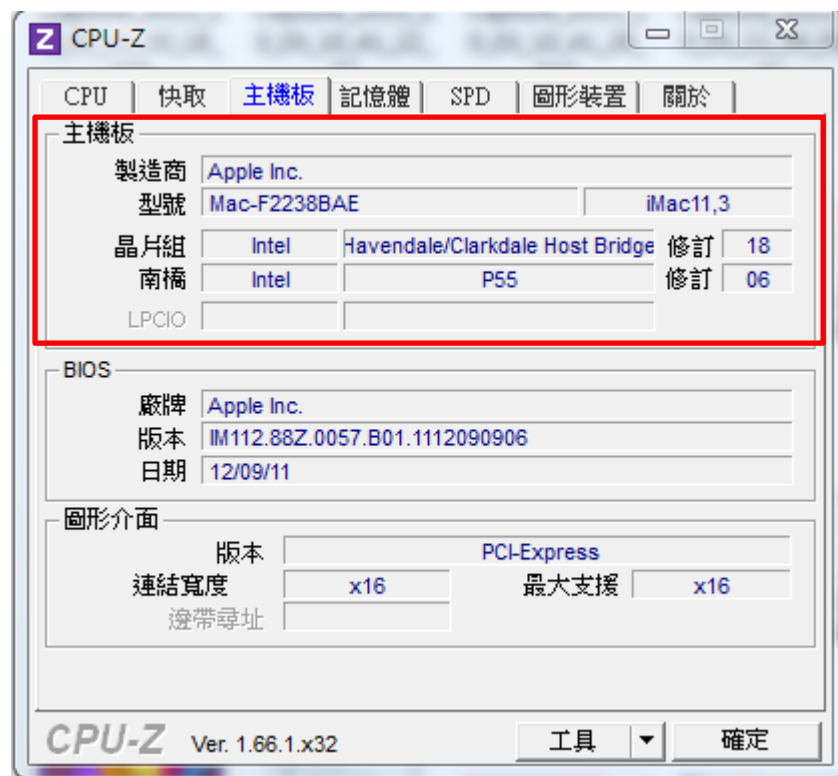 CPU-Z
CPU 快取 主機板 記憶體 SPD 圖形裝置 關於
主機板
製造商 Apple Inc.
型號 Mac-F2238BAE iMac11,3
晶片組 Intel Havendale/Clarkdale Host Bridge 修訂 18
南橋 Intel P55 修訂 06
LPCIO
BIOS
廠牌 Apple Inc.
版本 IM112.88Z.0057.B01.1112090906
日期 12/09/11
圖形介面
版本 PCI-Express
連結寬度 x16 最大支援 x16
邊帶尋址
CPU-Z Ver. 1.66.1.x32 工具 確定